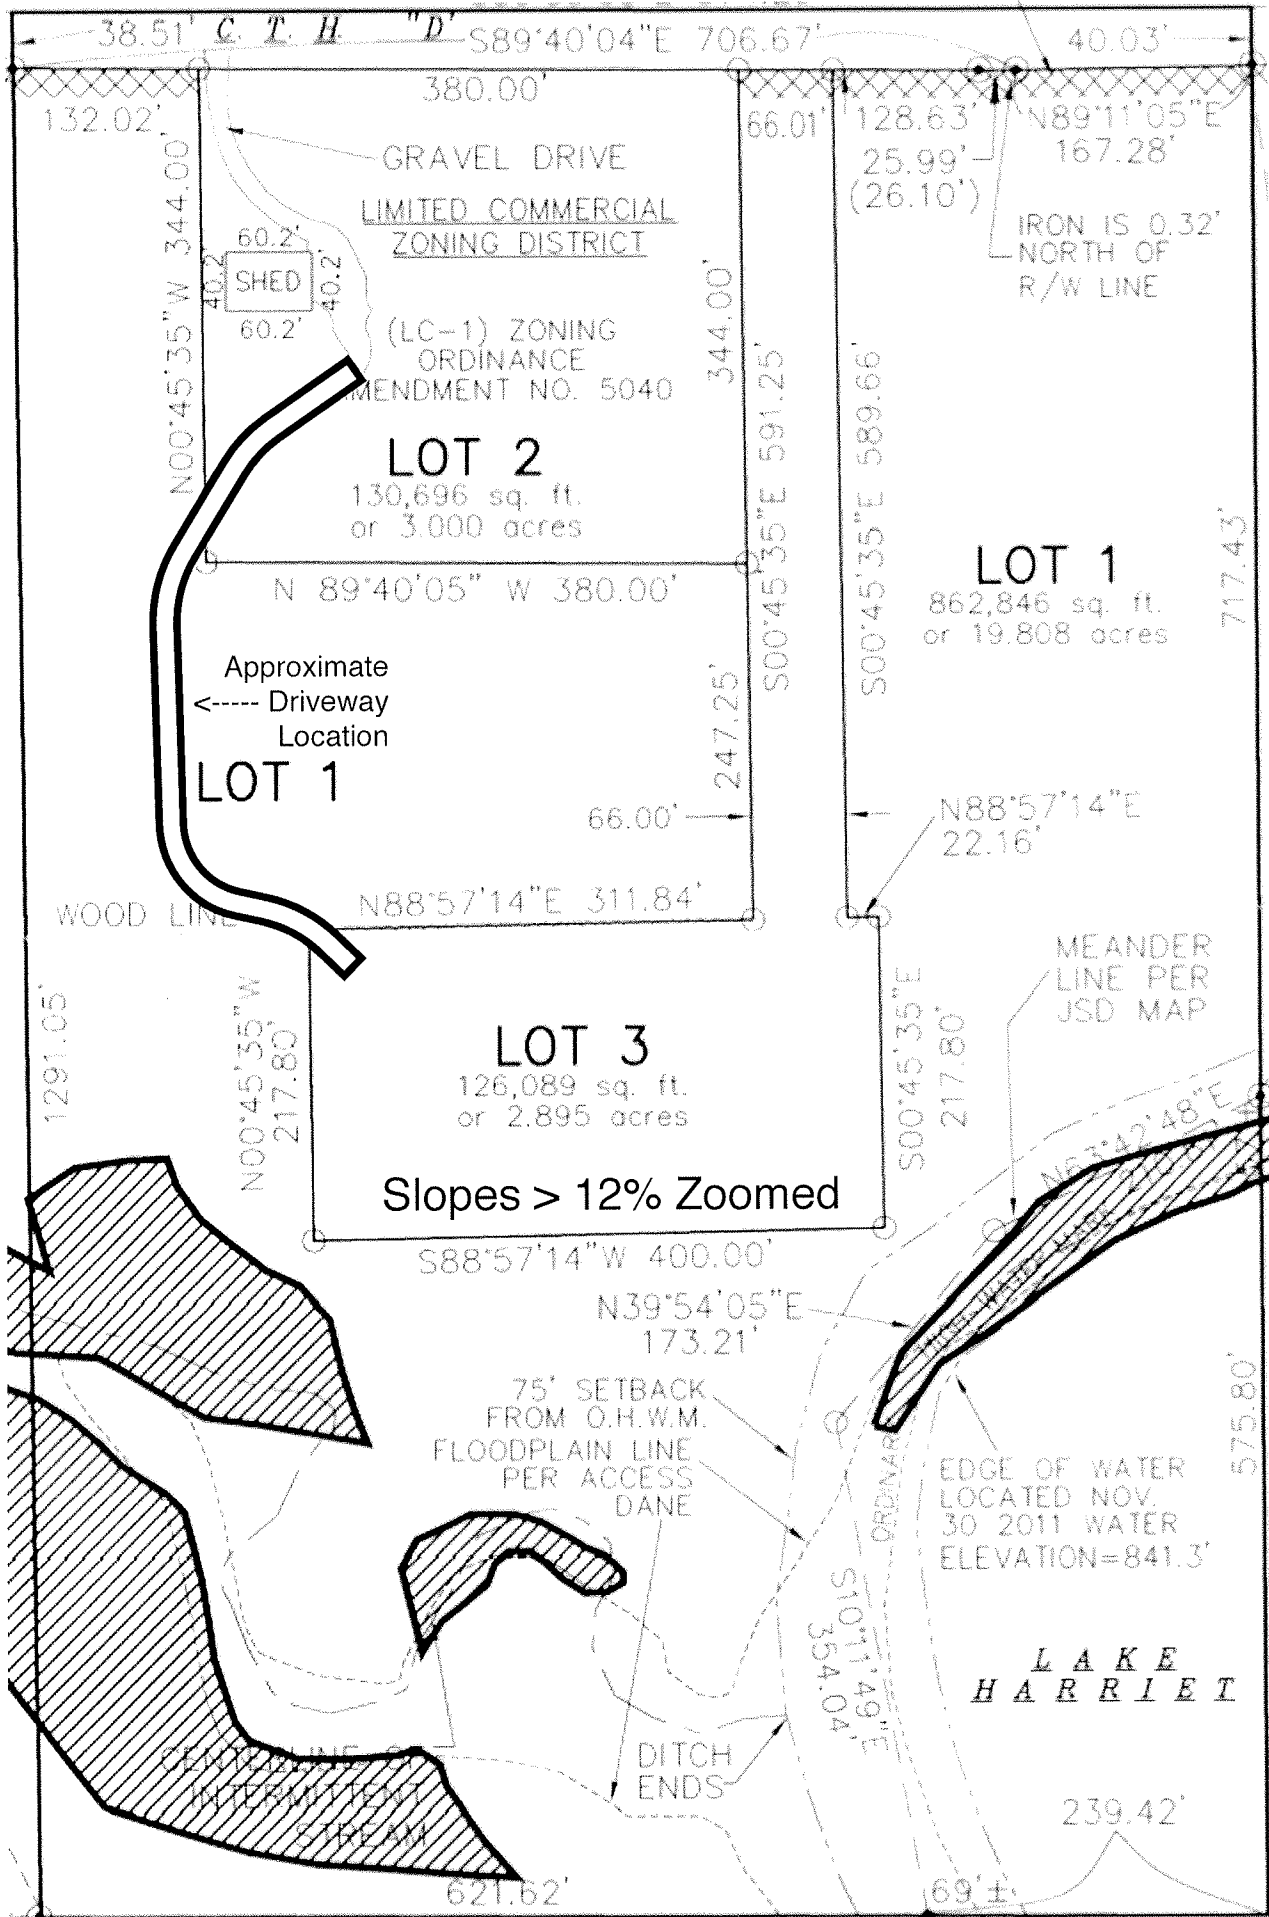 38.51' C. T. H. "D" S89°40'04"E 706.67' 40.03'
380.00'
132.02'
66.01'
128.63'
N89°11'05"E
167.28'
25.99'
(26.10')
GRAVEL DRIVE
LIMITED COMMERCIAL
ZONING DISTRICT
IRON IS 0.32'
NORTH OF
R/W LINE
N00°45'35"W 344.00'
60.2'
40.2'
SHED
40.2'
60.2'
(LC-1) ZONING
ORDINANCE
MENDMENT NO. 5040
344.00'
S00°45'35"E 591.25'
S00°45'35"E 589.66'
717.43'
LOT 2
130,696 sq. ft.
or 3.000 acres
N 89°40'05" W 380.00'
LOT 1
862,846 sq. ft.
or 19.808 acres
Approximate
<----- Driveway
Location
LOT 1
247.25'
66.00'
N88°57'14"E
22.16'
N88°57'14"E 311.84'
WOOD LINE
MEANDER
LINE PER
JSD MAP
1291.05'
N00°45'35"W
217.80'
LOT 3
126,089 sq. ft.
or 2.895 acres
S00°45'35"E
217.80'
Slopes > 12% Zoomed
S88°57'14"W 400.00'
N63°42'48"E
N39°54'05"E
173.21'
75' SETBACK
FROM O.H.W.M.
FLOODPLAIN LINE
PER ACCESS
DANE
EDGE OF WATER
LOCATED NOV.
30 2011 WATER
ELEVATION=841.3'
575.80'
S10°11'49"E
354.04'
LAKE
HARRIET
DITCH
ENDS
CENTERLINE OF
INTERMITTENT
STREAM
239.42'
621.62'
69'±